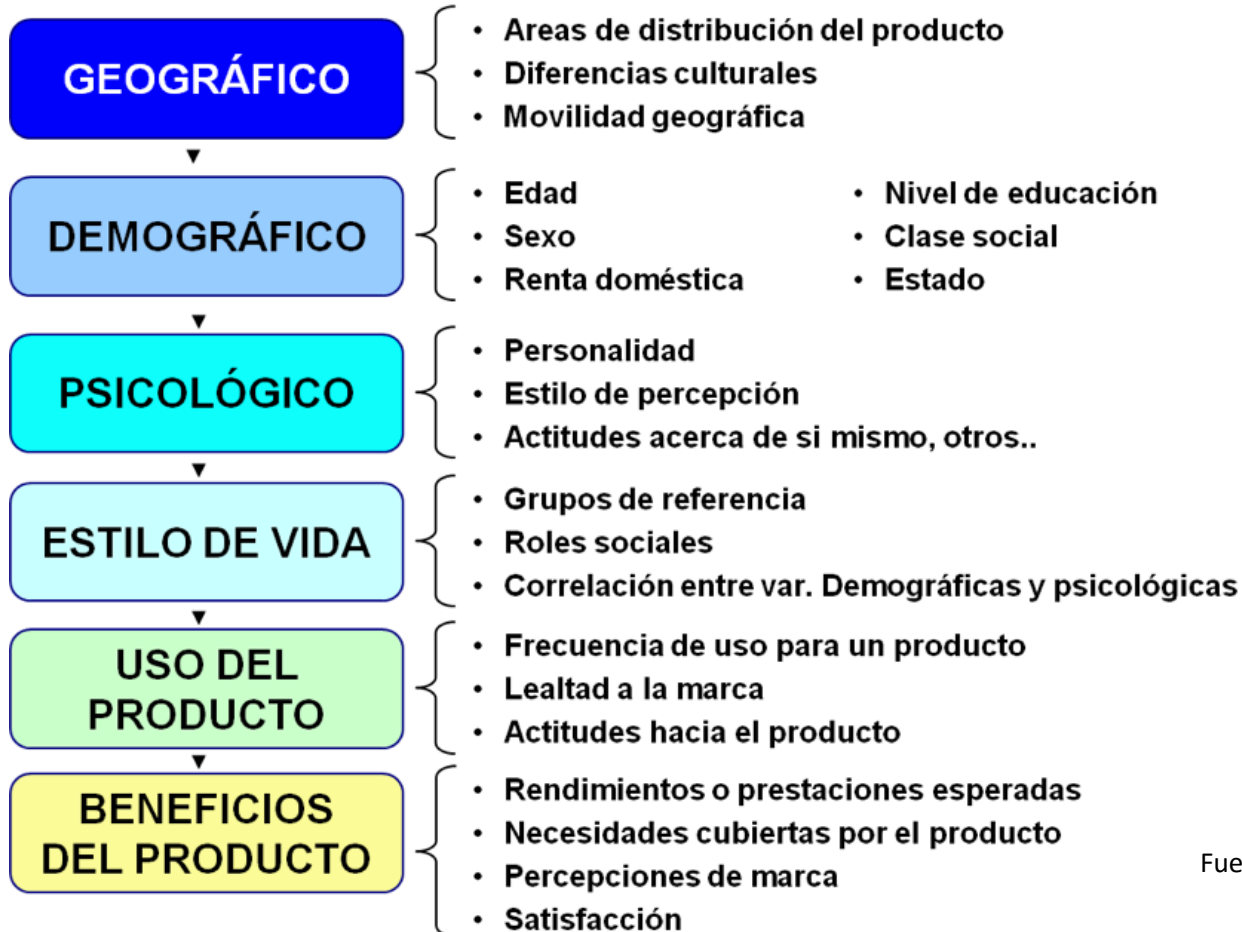 GEOGRÁFICO
• Areas de distribución del producto
• Diferencias culturales
• Movilidad geográfica
DEMOGRÁFICO
• Edad
• Sexo
• Renta doméstica
• Nivel de educación
• Clase social
• Estado
PSICOLÓGICO
• Personalidad
• Estilo de percepción
• Actitudes acerca de si mismo, otros..
ESTILO DE VIDA
• Grupos de referencia
• Roles sociales
• Correlación entre var. Demográficas y psicológicas
USO DEL
PRODUCTO
• Frecuencia de uso para un producto
• Lealtad a la marca
• Actitudes hacia el producto
BENEFICIOS
DEL PRODUCTO
• Rendimientos o prestaciones esperadas
• Necesidades cubiertas por el producto
• Percepciones de marca
• Satisfacción
Fue